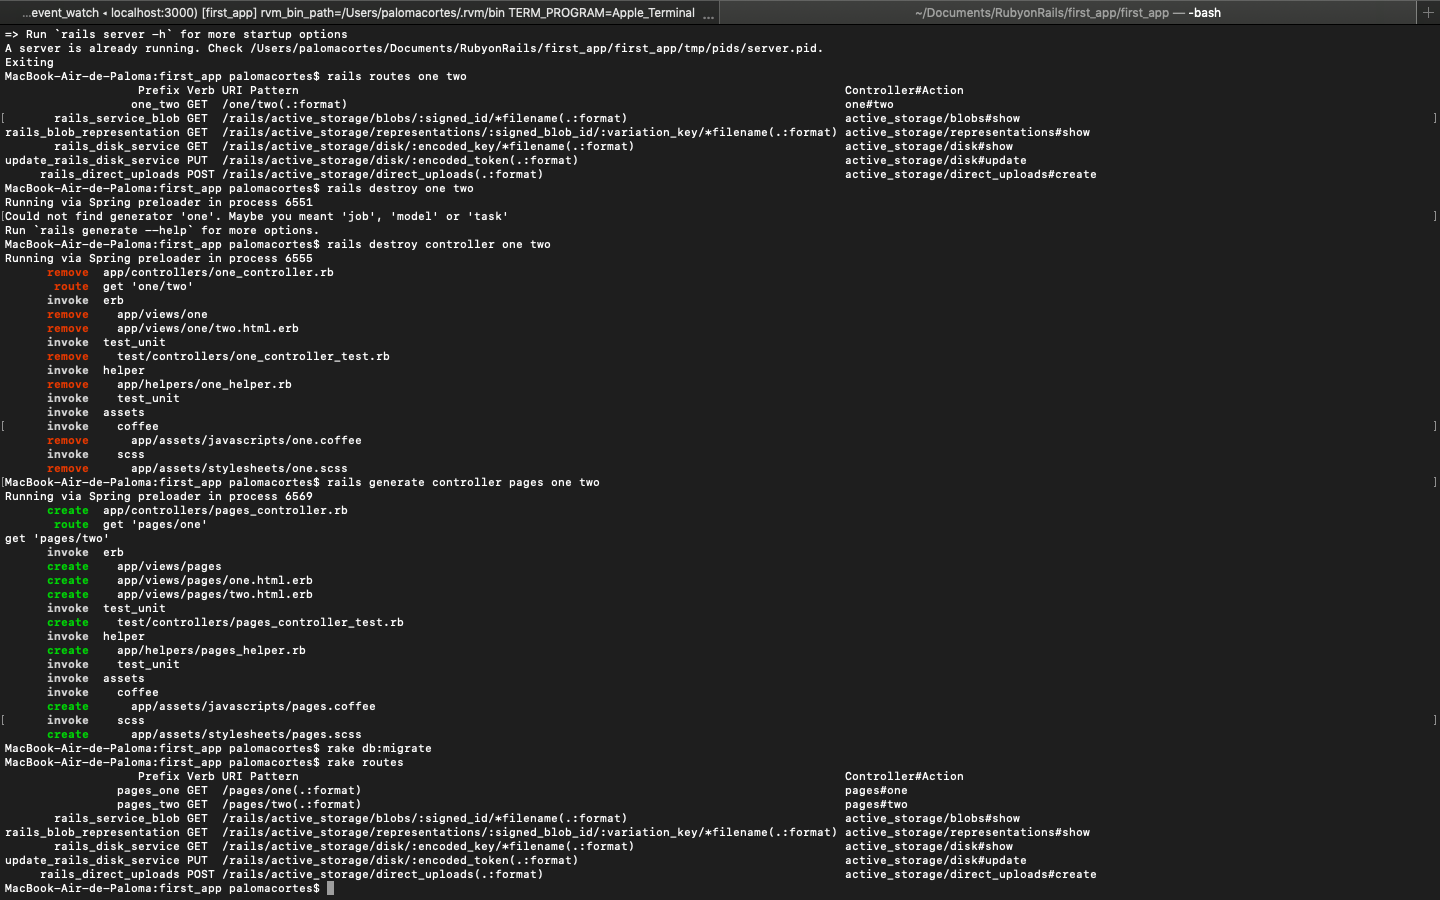 ...event_watch ◂ localhost:3000) [first_app] rvm_bin_path=/Users/palomacortes/.rvm/bin TERM_PROGRAM=Apple_Terminal ...
~/Documents/RubyonRails/first_app/first_app — -bash
=> Run `rails server -h` for more startup options
A server is already running. Check /Users/palomacortes/Documents/RubyonRails/first_app/first_app/tmp/pids/server.pid.
Exiting
MacBook-Air-de-Paloma:first_app palomacortes$ rails routes one two
Prefix Verb URI Pattern Controller#Action
one_two GET /one/two(.:format) one#two
[ rails_service_blob GET /rails/active_storage/blobs/:signed_id/*filename(.:format) active_storage/blobs#show ]
rails_blob_representation GET /rails/active_storage/representations/:signed_blob_id/:variation_key/*filename(.:format) active_storage/representations#show
rails_disk_service GET /rails/active_storage/disk/:encoded_key/*filename(.:format) active_storage/disk#show
update_rails_disk_service PUT /rails/active_storage/disk/:encoded_token(.:format) active_storage/disk#update
rails_direct_uploads POST /rails/active_storage/direct_uploads(.:format) active_storage/direct_uploads#create
MacBook-Air-de-Paloma:first_app palomacortes$ rails destroy one two
Running via Spring preloader in process 6551
[Could not find generator 'one'. Maybe you meant 'job', 'model' or 'task' ]
Run `rails generate --help` for more options.
MacBook-Air-de-Paloma:first_app palomacortes$ rails destroy controller one two
Running via Spring preloader in process 6555
remove app/controllers/one_controller.rb
route get 'one/two'
invoke erb
remove app/views/one
remove app/views/one/two.html.erb
invoke test_unit
remove test/controllers/one_controller_test.rb
invoke helper
remove app/helpers/one_helper.rb
invoke test_unit
invoke assets
[ invoke coffee ]
remove app/assets/javascripts/one.coffee
invoke scss
remove app/assets/stylesheets/one.scss
[MacBook-Air-de-Paloma:first_app palomacortes$ rails generate controller pages one two ]
Running via Spring preloader in process 6569
create app/controllers/pages_controller.rb
route get 'pages/one'
get 'pages/two'
invoke erb
create app/views/pages
create app/views/pages/one.html.erb
create app/views/pages/two.html.erb
invoke test_unit
create test/controllers/pages_controller_test.rb
invoke helper
create app/helpers/pages_helper.rb
invoke test_unit
invoke assets
invoke coffee
create app/assets/javascripts/pages.coffee
[ invoke scss ]
create app/assets/stylesheets/pages.scss
MacBook-Air-de-Paloma:first_app palomacortes$ rake db:migrate
MacBook-Air-de-Paloma:first_app palomacortes$ rake routes
Prefix Verb URI Pattern Controller#Action
pages_one GET /pages/one(.:format) pages#one
pages_two GET /pages/two(.:format) pages#two
rails_service_blob GET /rails/active_storage/blobs/:signed_id/*filename(.:format) active_storage/blobs#show
rails_blob_representation GET /rails/active_storage/representations/:signed_blob_id/:variation_key/*filename(.:format) active_storage/representations#show
rails_disk_service GET /rails/active_storage/disk/:encoded_key/*filename(.:format) active_storage/disk#show
update_rails_disk_service PUT /rails/active_storage/disk/:encoded_token(.:format) active_storage/disk#update
rails_direct_uploads POST /rails/active_storage/direct_uploads(.:format) active_storage/direct_uploads#create
MacBook-Air-de-Paloma:first_app palomacortes$